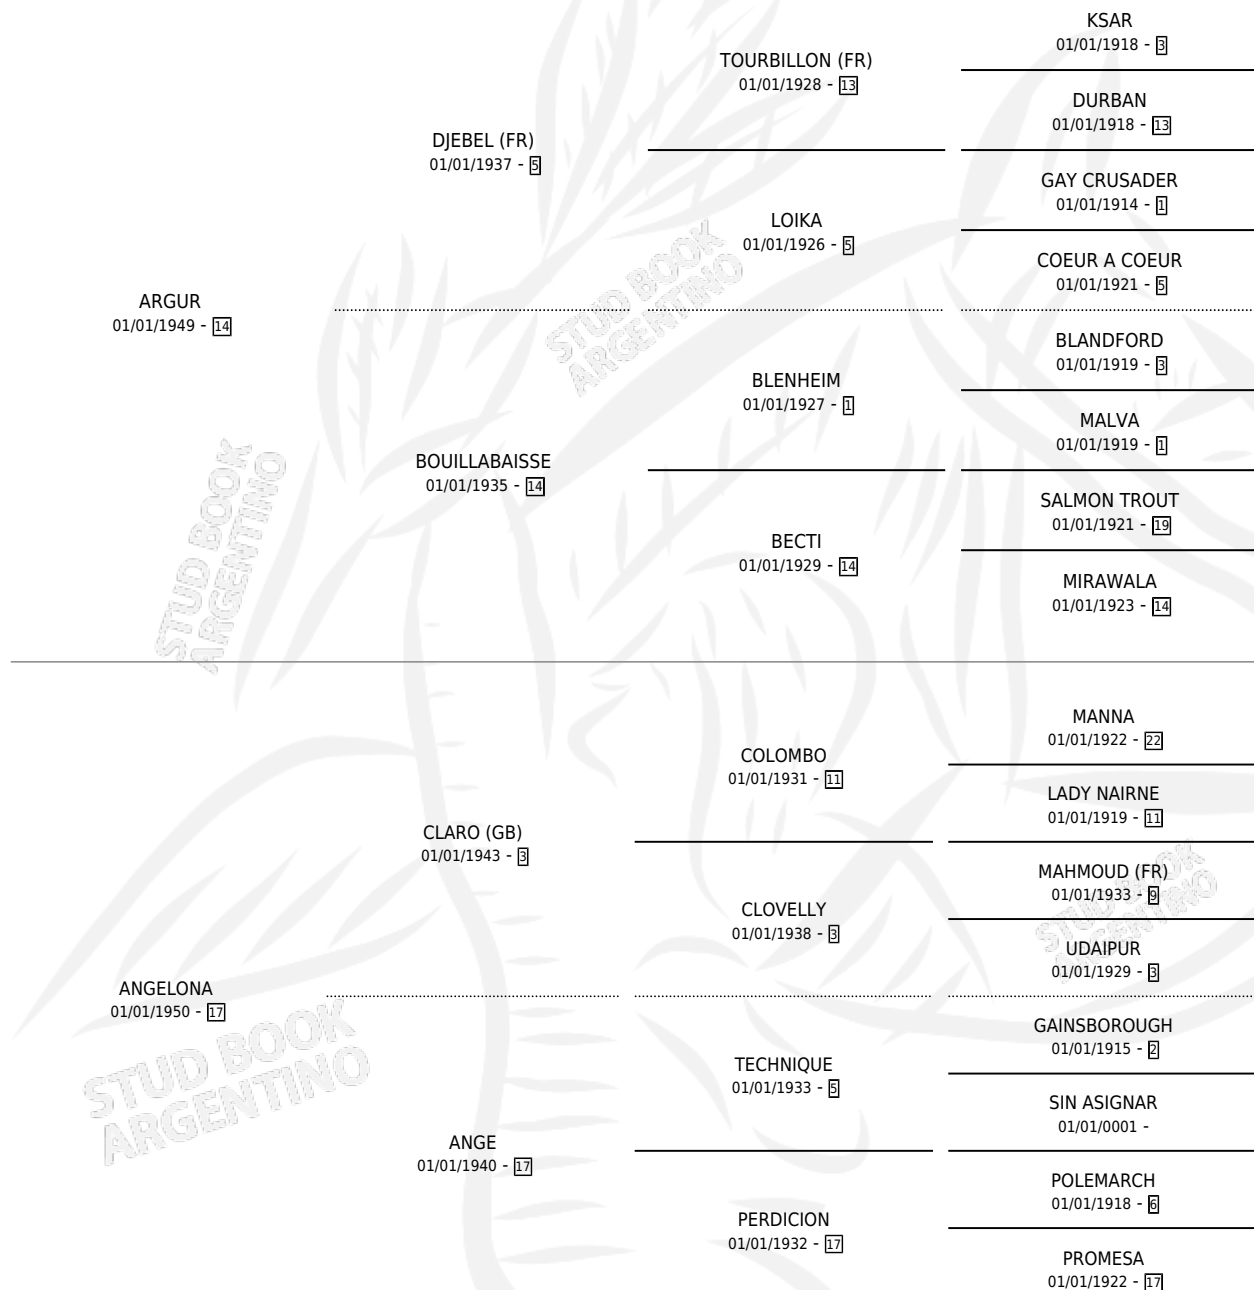 KSAR
01/01/1918 - 3
TOURBILLON (FR)
01/01/1928 - 13
DURBAN
01/01/1918 - 13
DJEBEL (FR)
01/01/1937 - 5
GAY CRUSADER
01/01/1914 - 1
LOIKA
01/01/1926 - 5
COEUR A COEUR
01/01/1921 - 5
ARGUR
01/01/1949 - 14
BLANDFORD
01/01/1919 - 3
BLENHEIM
01/01/1927 - 1
MALVA
01/01/1919 - 1
BOUILLABAISSE
01/01/1935 - 14
SALMON TROUT
01/01/1921 - 19
BECTI
01/01/1929 - 14
MIRAWALA
01/01/1923 - 14
MANNA
01/01/1922 - 22
COLOMBO
01/01/1931 - 11
LADY NAIRNE
01/01/1919 - 11
CLARO (GB)
01/01/1943 - 3
MAHMOUD (FR)
01/01/1933 - 9
CLOVELLY
01/01/1938 - 3
UDAIPUR
01/01/1929 - 3
ANGELONA
01/01/1950 - 17
GAINSBOROUGH
01/01/1915 - 2
TECHNIQUE
01/01/1933 - 5
SIN ASIGNAR
01/01/0001 -
ANGE
01/01/1940 - 17
POLEMARCH
01/01/1918 - 6
PERDICION
01/01/1932 - 17
PROMESA
01/01/1922 - 17
STUD BOOK
ARGENTINO
STUD BOOK
ARGENTINO
STUD BOOK
ARGENTINO
STUD BOOK
ARGENTINO